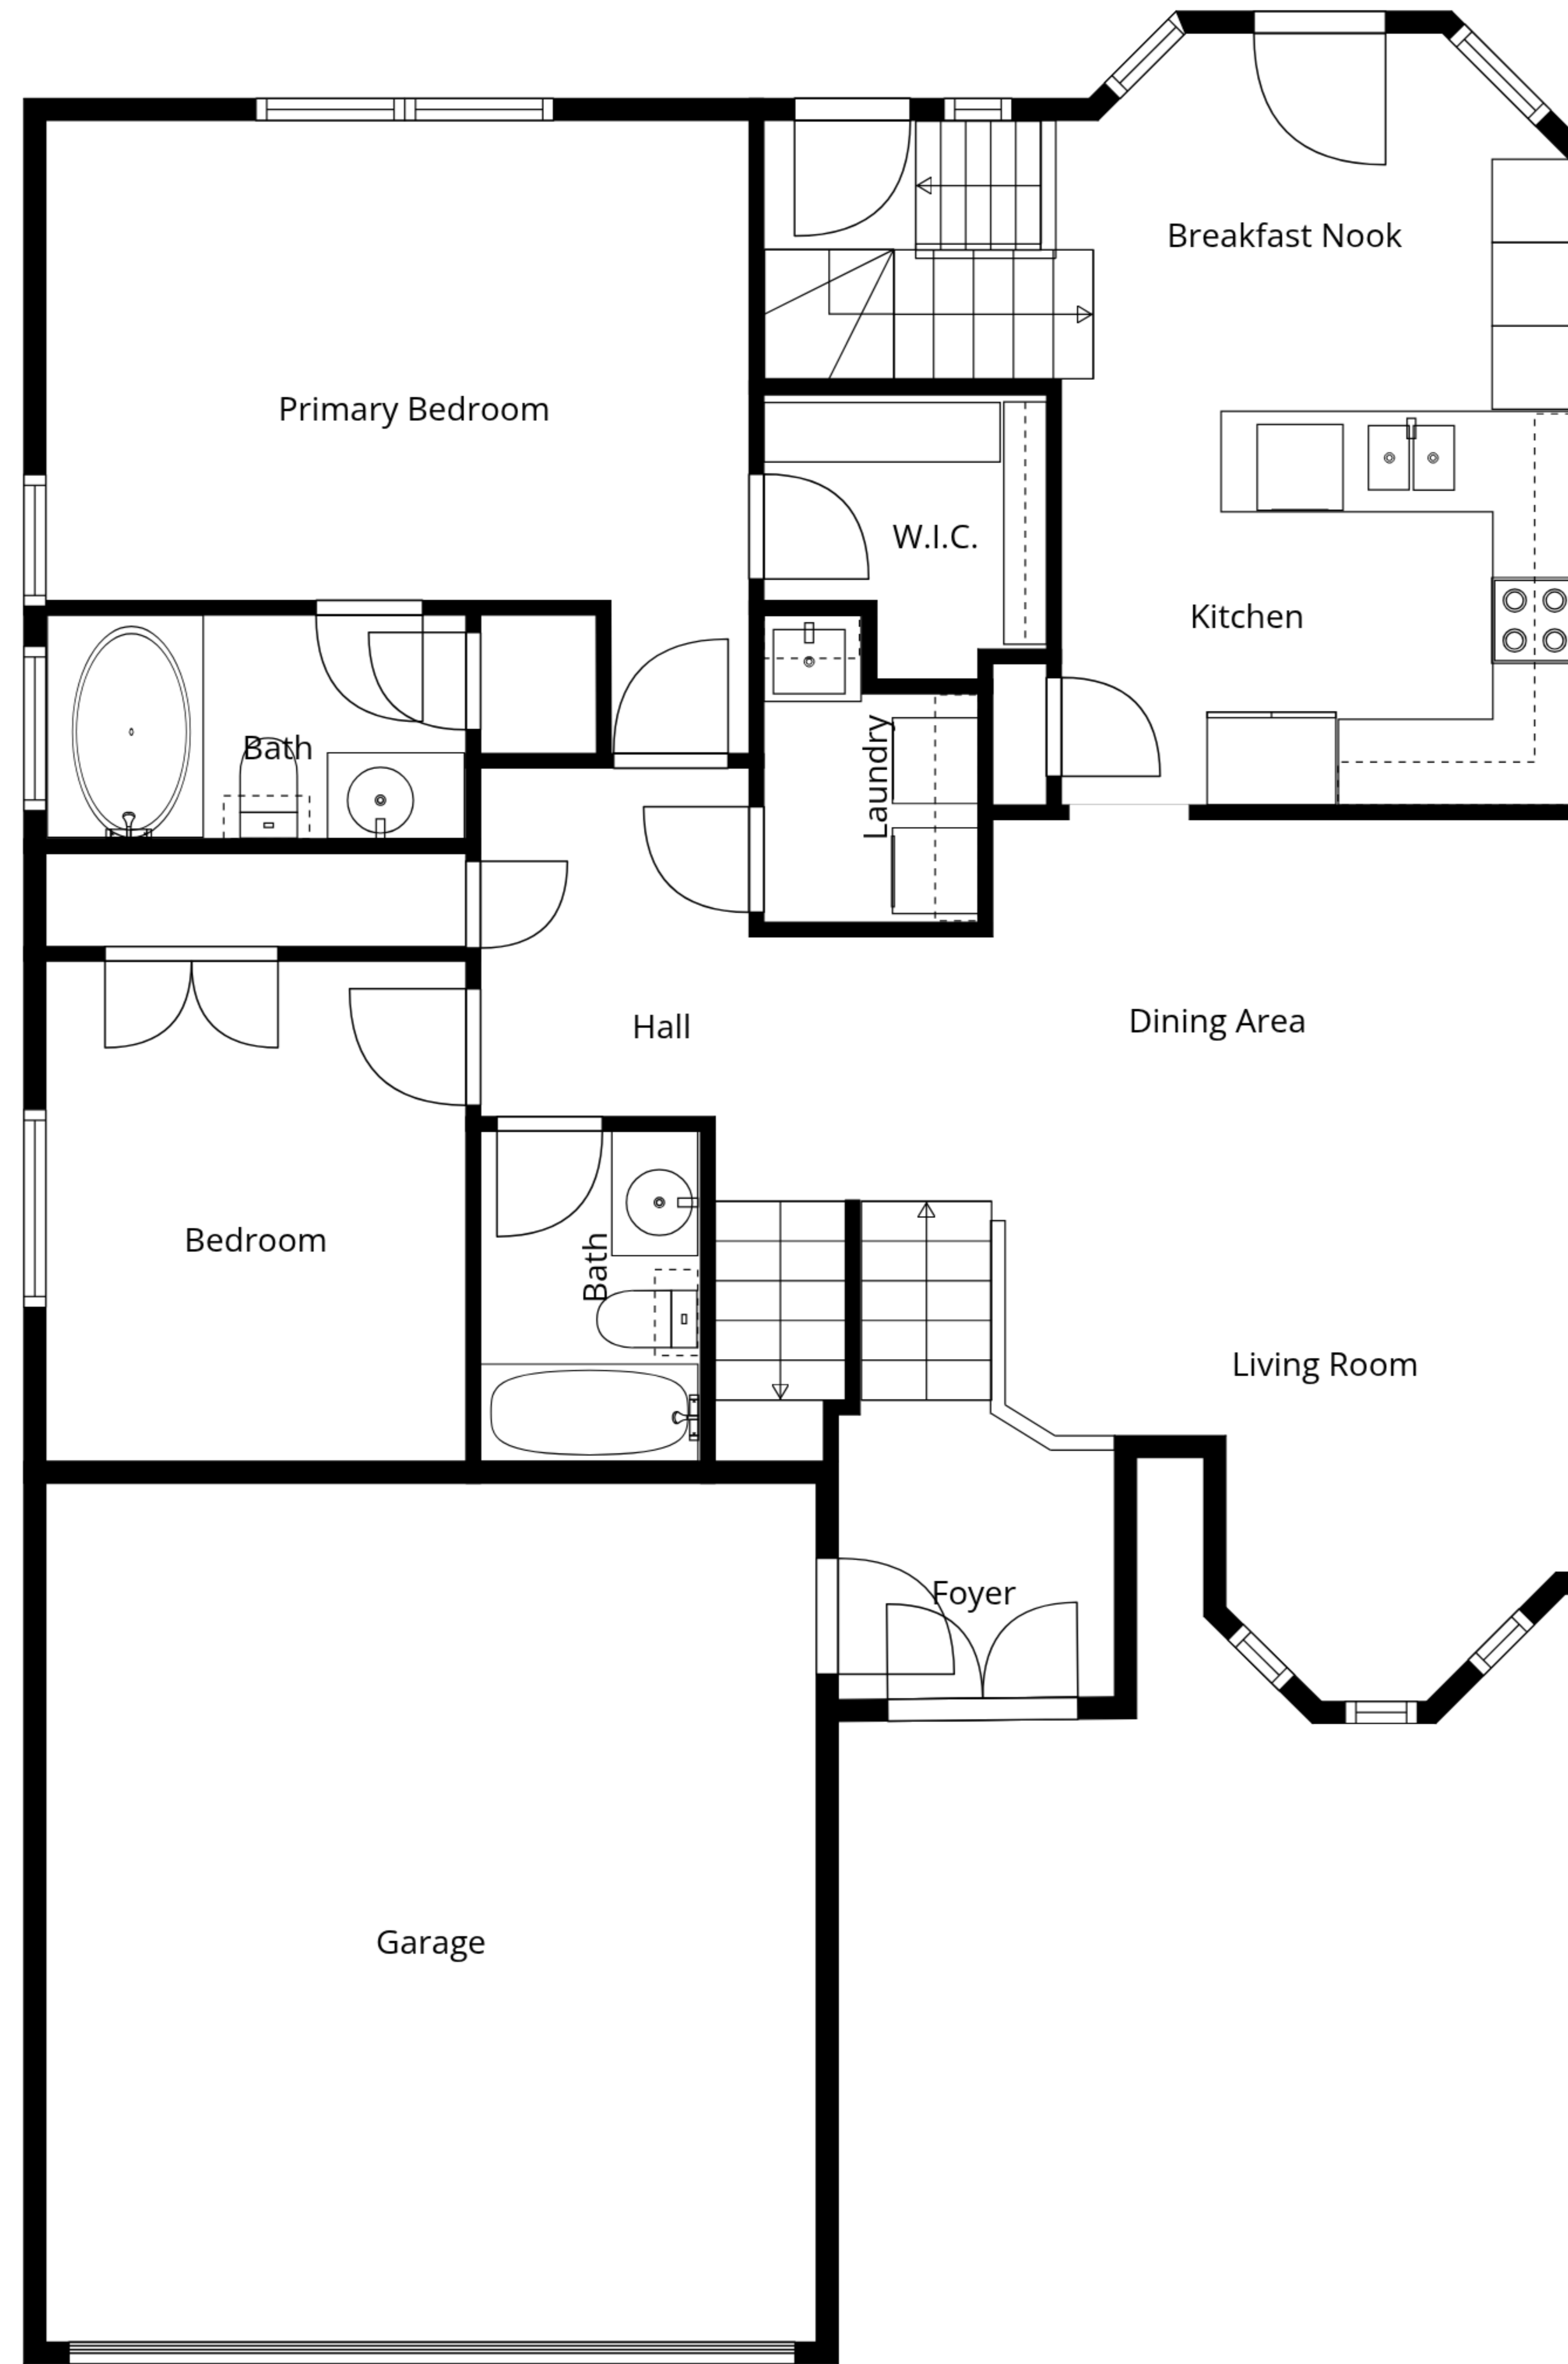 Breakfast Nook
Primary Bedroom
W.I.C.
Kitchen
Bath
Laundry
Hall
Dining Area
Bedroom
Bath
Living Room
Foyer
Garage